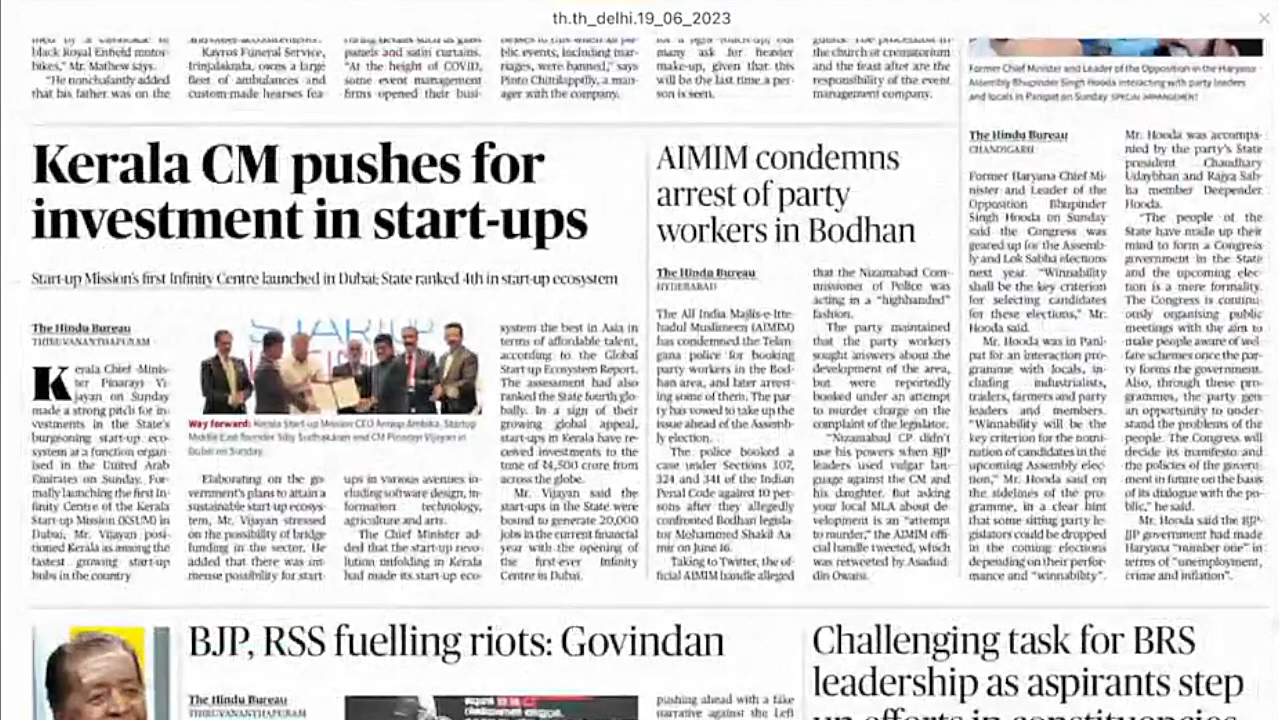 th.th_delhi.19_06_2023
black Royal Enfield motor-
bikes," Mr. Mathew says.
"He nonchalantly added
that his father was on the
Kavros Funeral Service,
Irinjalakuda, owns a large
fleet of ambulances and
custom-made hearses fea-
panels and satin curtains.
"At the height of COVID,
some event management
firms opened their busi-
blic events, including mar-
riages, were banned," says
Pinto Chittilappilly, a man-
ager with the company.
many ask for heavier
make-up, given that this
will be the last time a per-
son is seen.
the church or crematorium
and the feast after are the
responsibility of the event
management company.
Former Chief Minister and Leader of the Opposition in the Haryana
Assembly Bhupinder Singh Hooda interacting with party leaders
and locals in Panipat on Sunday. SPECIAL ARRANGEMENT
Kerala CM pushes for
investment in start-ups
Start-up Mission's first Infinity Centre launched in Dubai; State ranked 4th in start-up ecosystem
The Hindu Bureau
THIRUVANANTHAPURAM
Kerala Chief Minis-
ter Pinarayi Vi-
jayan on Sunday
made a strong pitch for in-
vestments in the State's
burgeoning start-up eco-
system at a function organ-
ised in the United Arab
Emirates on Sunday. For-
mally launching the first In-
finity Centre of the Kerala
Start-up Mission (KSUM) in
Dubai, Mr. Vijayan posi-
tioned Kerala as among the
fastest growing start-up
hubs in the country
Way forward: Kerala Start-up Mission CEO Anoop Ambika, Startup
Middle East founder Siby Sudhakaran and CM Pinarayi Vijayan in
Dubai on Sunday.
Elaborating on the go-
vernment's plans to attain a
sustainable start-up ecosys-
tem, Mr. Vijayan stressed
on the possibility of bridge
funding in the sector. He
added that there was im-
mense possibility for start-
ups in various avenues in-
cluding software design, in-
formation technology,
agriculture and arts.
The Chief Minister ad-
ded that the start-up revo-
lution unfolding in Kerala
had made its start-up eco-
system the best in Asia in
terms of affordable talent,
according to the Global
Start-up Ecosystem Report.
The assessment had also
ranked the State fourth glo-
bally. In a sign of their
growing global appeal,
start-ups in Kerala have re-
ceived investments to the
tune of ₹4,500 crore from
across the globe.
Mr. Vijayan said the
start-ups in the State were
bound to generate 20,000
jobs in the current financial
year with the opening of
the first-ever Infinity
Centre in Dubai.
AIMIM condemns
arrest of party
workers in Bodhan
The Hindu Bureau
HYDERABAD
The All India Majlis-e-Itte-
hadul Muslimeen (AIMIM)
has condemned the Telan-
gana police for booking
party workers in the Bod-
han area, and later arrest-
ing some of them. The par-
ty has vowed to take up the
issue ahead of the Assemb-
ly election.
The police booked a
case under Sections 307,
324 and 341 of the Indian
Penal Code against 10 per-
sons after they allegedly
confronted Bodhan legisla-
tor Mohammed Shakil Aa-
mir on June 16.
Taking to Twitter, the of-
ficial AIMIM handle alleged
that the Nizamabad Com-
missioner of Police was
acting in a "highhanded"
fashion.
The party maintained
that the party workers
sought answers about the
development of the area,
but were reportedly
booked under an attempt
to murder charge on the
complaint of the legislator.
"Nizamabad CP didn't
use his powers when BJP
leaders used vulgar lan-
guage against the CM and
his daughter. But asking
your local MLA about de-
velopment is an "attempt
to murder," the AIMIM offi-
cial handle tweeted, which
was retweeted by Asadud-
din Owaisi.
The Hindu Bureau
CHANDIGARH
Former Haryana Chief Mi-
nister and Leader of the
Opposition Bhupinder
Singh Hooda on Sunday
said the Congress was
geared up for the Assemb-
ly and Lok Sabha elections
next year. "Winnability
shall be the key criterion
for selecting candidates
for these elections," Mr.
Hooda said.
Mr. Hooda was in Pani-
pat for an interaction pro-
gramme with locals, in-
cluding industrialists,
traders, farmers and party
leaders and members.
"Winnability will be the
key criterion for the nomi-
nation of candidates in the
upcoming Assembly elec-
tion," Mr. Hooda said on
the sidelines of the pro-
gramme, in a clear hint
that some sitting party le-
gislators could be dropped
in the coming elections
depending on their perfor-
mance and "winnability".
Mr. Hooda was accompa-
nied by the party's State
president Chaudhary
Udaybhan and Rajya Sab-
ha member Deepender
Hooda.
"The people of the
State have made up their
mind to form a Congress
government in the State
and the upcoming elec-
tion is a mere formality.
The Congress is continu-
ously organising public
meetings with the aim to
make people aware of wel-
fare schemes once the par-
ty forms the government.
Also, through these pro-
grammes, the party gets
an opportunity to under-
stand the problems of the
people. The Congress will
decide its manifesto and
the policies of the govern-
ment in future on the basis
of its dialogue with the pu-
blic," he said.
Mr. Hooda said the BJP-
JJP government had made
Haryana "number one" in
terms of "unemployment,
crime and inflation".
BJP, RSS fuelling riots: Govindan
The Hindu Bureau
THIRUVANANTHAPURAM
pushing ahead with a fake
narrative against the Left
Challenging task for BRS
leadership as aspirants step
up efforts in constituencies